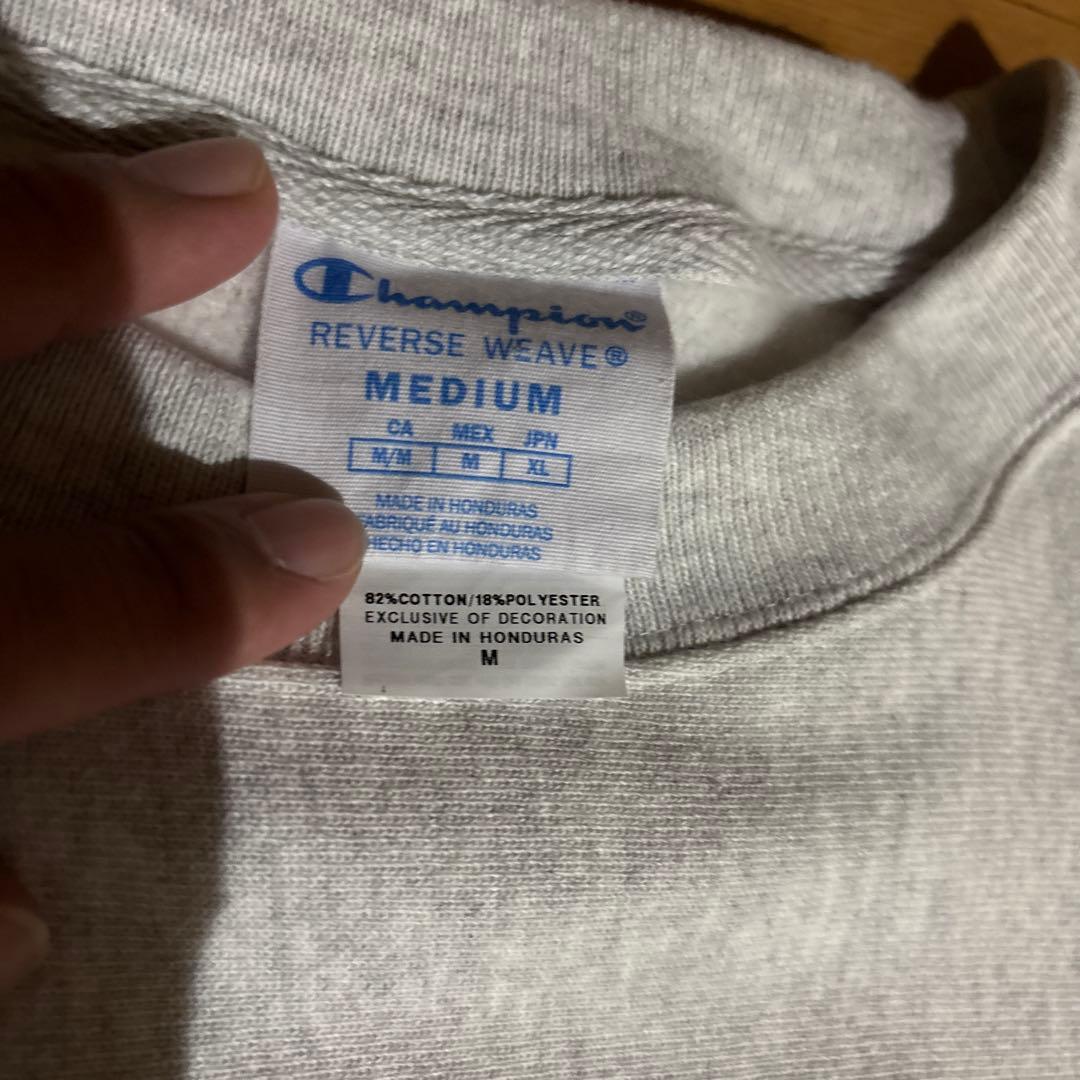 Champion®
REVERSE WEAVE®
MEDIUM
CA MEX JPN
M/M M XL
MADE IN HONDURAS
FABRIQUÉ AU HONDURAS
HECHO EN HONDURAS
82%COTTON/18%POLYESTER
EXCLUSIVE OF DECORATION
MADE IN HONDURAS
M